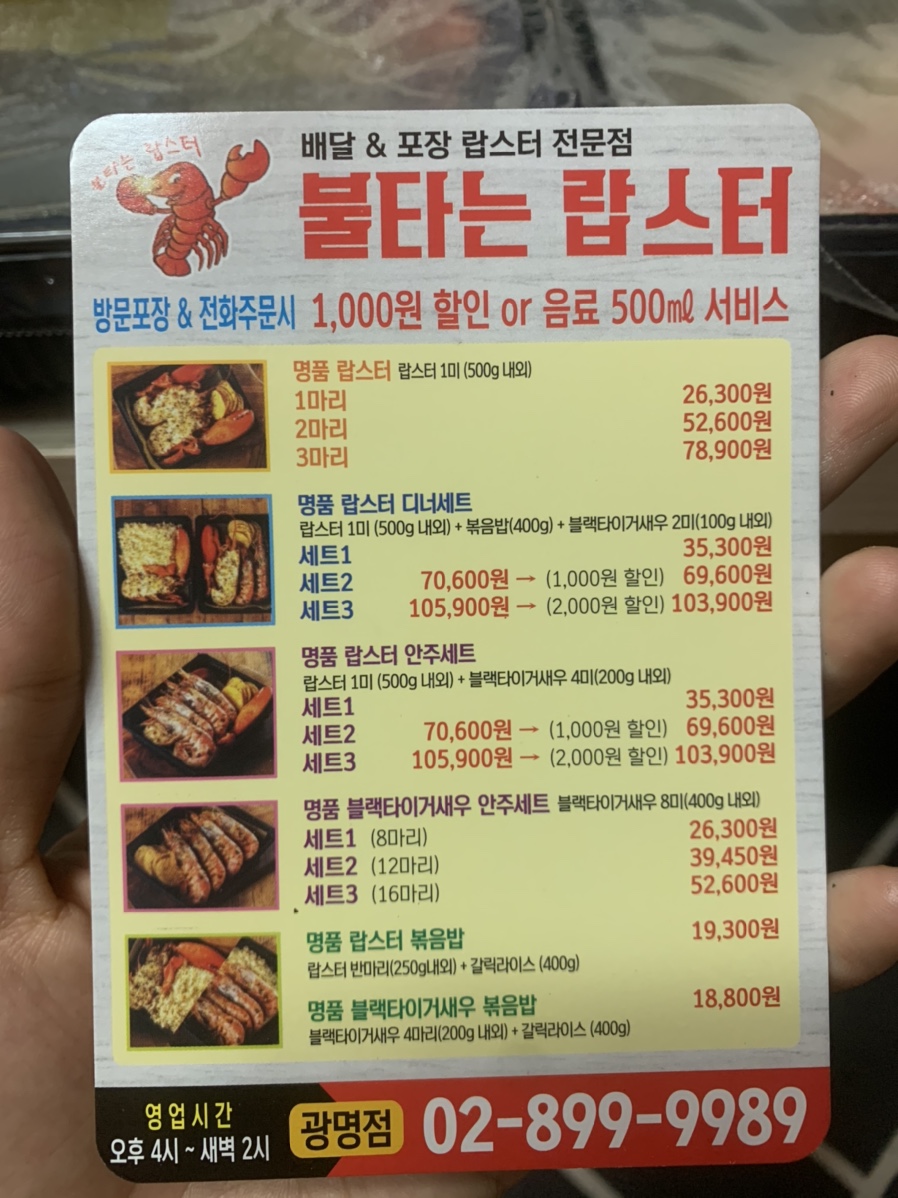 불타는 랍스터
배달 & 포장 랍스터 전문점
불타는 랍스터
방문포장 & 전화주문시 1,000원 할인 or 음료 500㎖ 서비스
명품 랍스터 랍스터 1미 (500g 내외)
1마리 26,300원
2마리 52,600원
3마리 78,900원
명품 랍스터 디너세트
랍스터 1미 (500g 내외) + 볶음밥(400g) + 블랙타이거새우 2미(100g 내외)
세트1 35,300원
세트2 70,600원 → (1,000원 할인) 69,600원
세트3 105,900원 → (2,000원 할인) 103,900원
명품 랍스터 안주세트
랍스터 1미 (500g 내외) + 블랙타이거새우 4미(200g 내외)
세트1 35,300원
세트2 70,600원 → (1,000원 할인) 69,600원
세트3 105,900원 → (2,000원 할인) 103,900원
명품 블랙타이거새우 안주세트 블랙타이거새우 8미(400g 내외)
세트1 (8마리) 26,300원
세트2 (12마리) 39,450원
세트3 (16마리) 52,600원
명품 랍스터 볶음밥 19,300원
랍스터 반마리(250g내외) + 갈릭라이스 (400g)
명품 블랙타이거새우 볶음밥 18,800원
블랙타이거새우 4마리(200g 내외) + 갈릭라이스 (400g)
영업시간
오후 4시 ~ 새벽 2시
광명점 02-899-9989